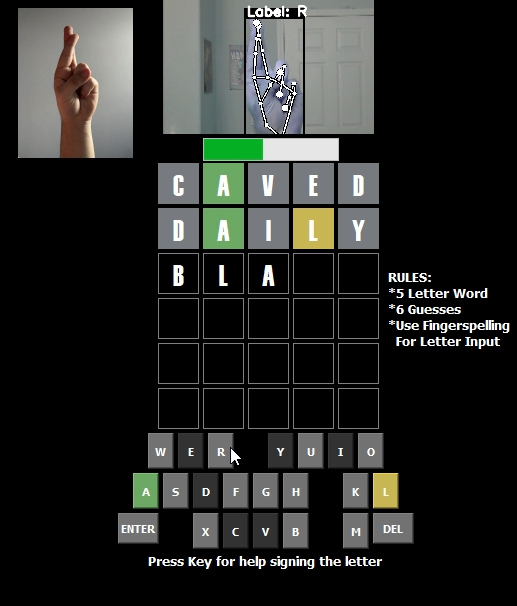 Label: R
C A V E D
D A I L Y
B L A
RULES:
*5 Letter Word
*6 Guesses
*Use Fingerspelling
For Letter Input
W E R Y U I O
A S D F G H K L
ENTER X C V B M DEL
Press Key for help signing the letter